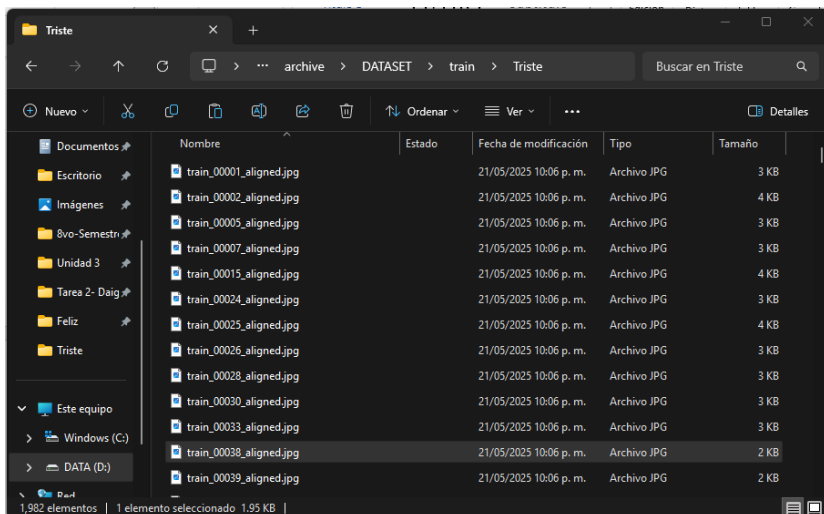 Triste
archive > DATASET > train > Triste
Buscar en Triste
Nuevo
Ordenar
Ver
Detalles
Nombre Estado Fecha de modificación Tipo Tamaño
Documentos
Escritorio
Imágenes
8vo-Semestr
Unidad 3
Tarea 2- Daig
Feliz
Triste
Este equipo
Windows (C:)
DATA (D:)
Red
train_00001_aligned.jpg 21/05/2025 10:06 p. m. Archivo JPG 3 KB
train_00002_aligned.jpg 21/05/2025 10:06 p. m. Archivo JPG 4 KB
train_00005_aligned.jpg 21/05/2025 10:06 p. m. Archivo JPG 3 KB
train_00007_aligned.jpg 21/05/2025 10:06 p. m. Archivo JPG 3 KB
train_00015_aligned.jpg 21/05/2025 10:06 p. m. Archivo JPG 4 KB
train_00024_aligned.jpg 21/05/2025 10:06 p. m. Archivo JPG 3 KB
train_00025_aligned.jpg 21/05/2025 10:06 p. m. Archivo JPG 4 KB
train_00026_aligned.jpg 21/05/2025 10:06 p. m. Archivo JPG 3 KB
train_00028_aligned.jpg 21/05/2025 10:06 p. m. Archivo JPG 3 KB
train_00030_aligned.jpg 21/05/2025 10:06 p. m. Archivo JPG 3 KB
train_00033_aligned.jpg 21/05/2025 10:06 p. m. Archivo JPG 3 KB
train_00038_aligned.jpg 21/05/2025 10:06 p. m. Archivo JPG 2 KB
train_00039_aligned.jpg 21/05/2025 10:06 p. m. Archivo JPG 2 KB
1,982 elementos | 1 elemento seleccionado 1.95 KB |